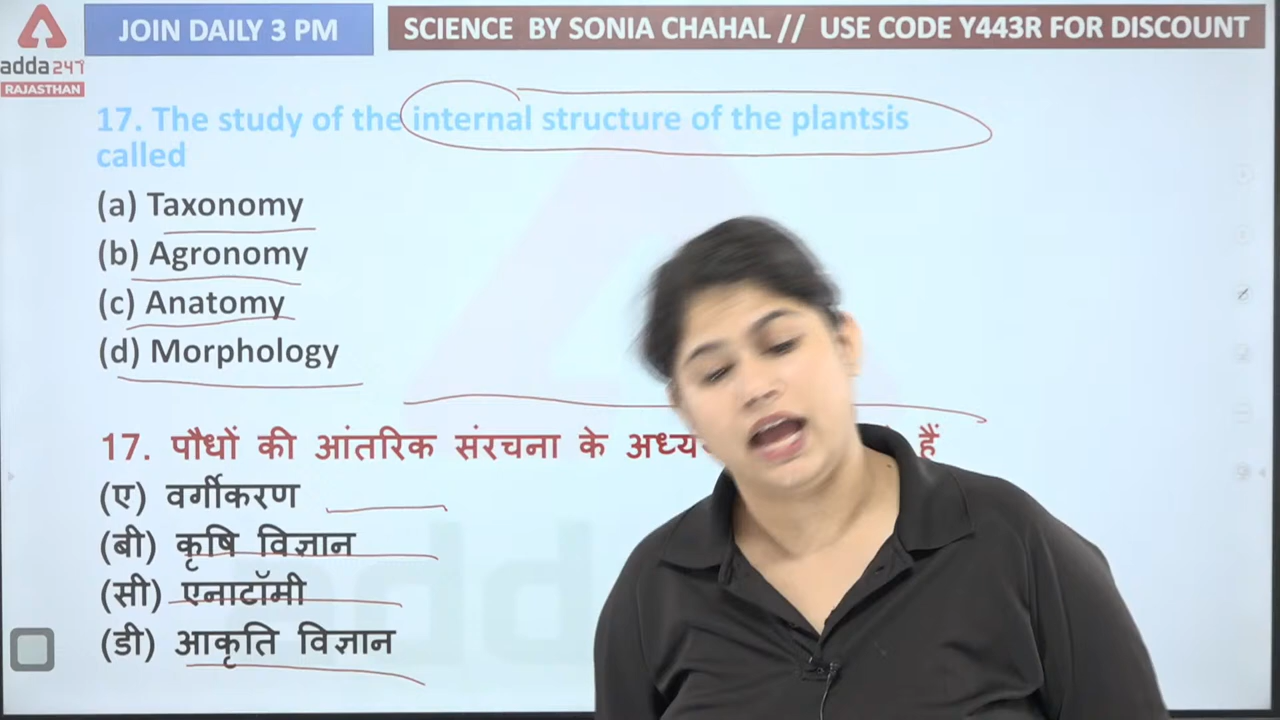 JOIN DAILY 3 PM
SCIENCE BY SONIA CHAHAL // USE CODE Y443R FOR DISCOUNT
adda247
RAJASTHAN
17. The study of the internal structure of the plantsis
called
(a) Taxonomy
(b) Agronomy
(c) Anatomy
(d) Morphology
17. पौधों की आंतरिक संरचना के हैं
(ए) वर्गीकरण
(बी) कृषि विज्ञान
(सी) एनाटॉमी
(डी) आकृति विज्ञान